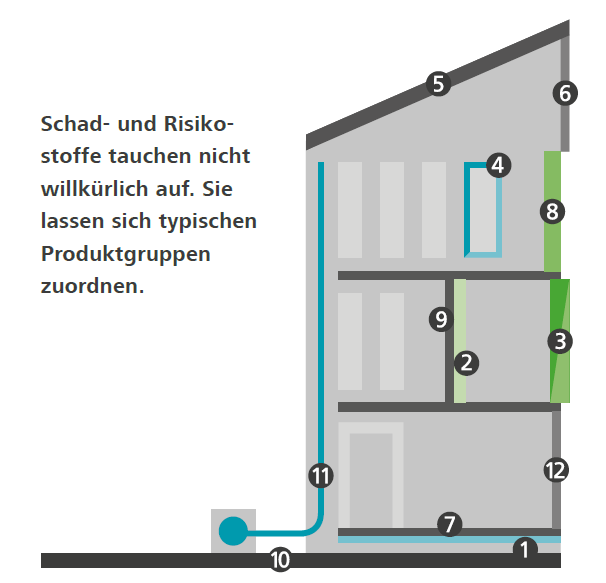 Schad- und Risiko-
stoffe tauchen nicht
willkürlich auf. Sie
lassen sich typischen
Produktgruppen
zuordnen.
5
6
4
8
9
3
2
11
12
7
1
10